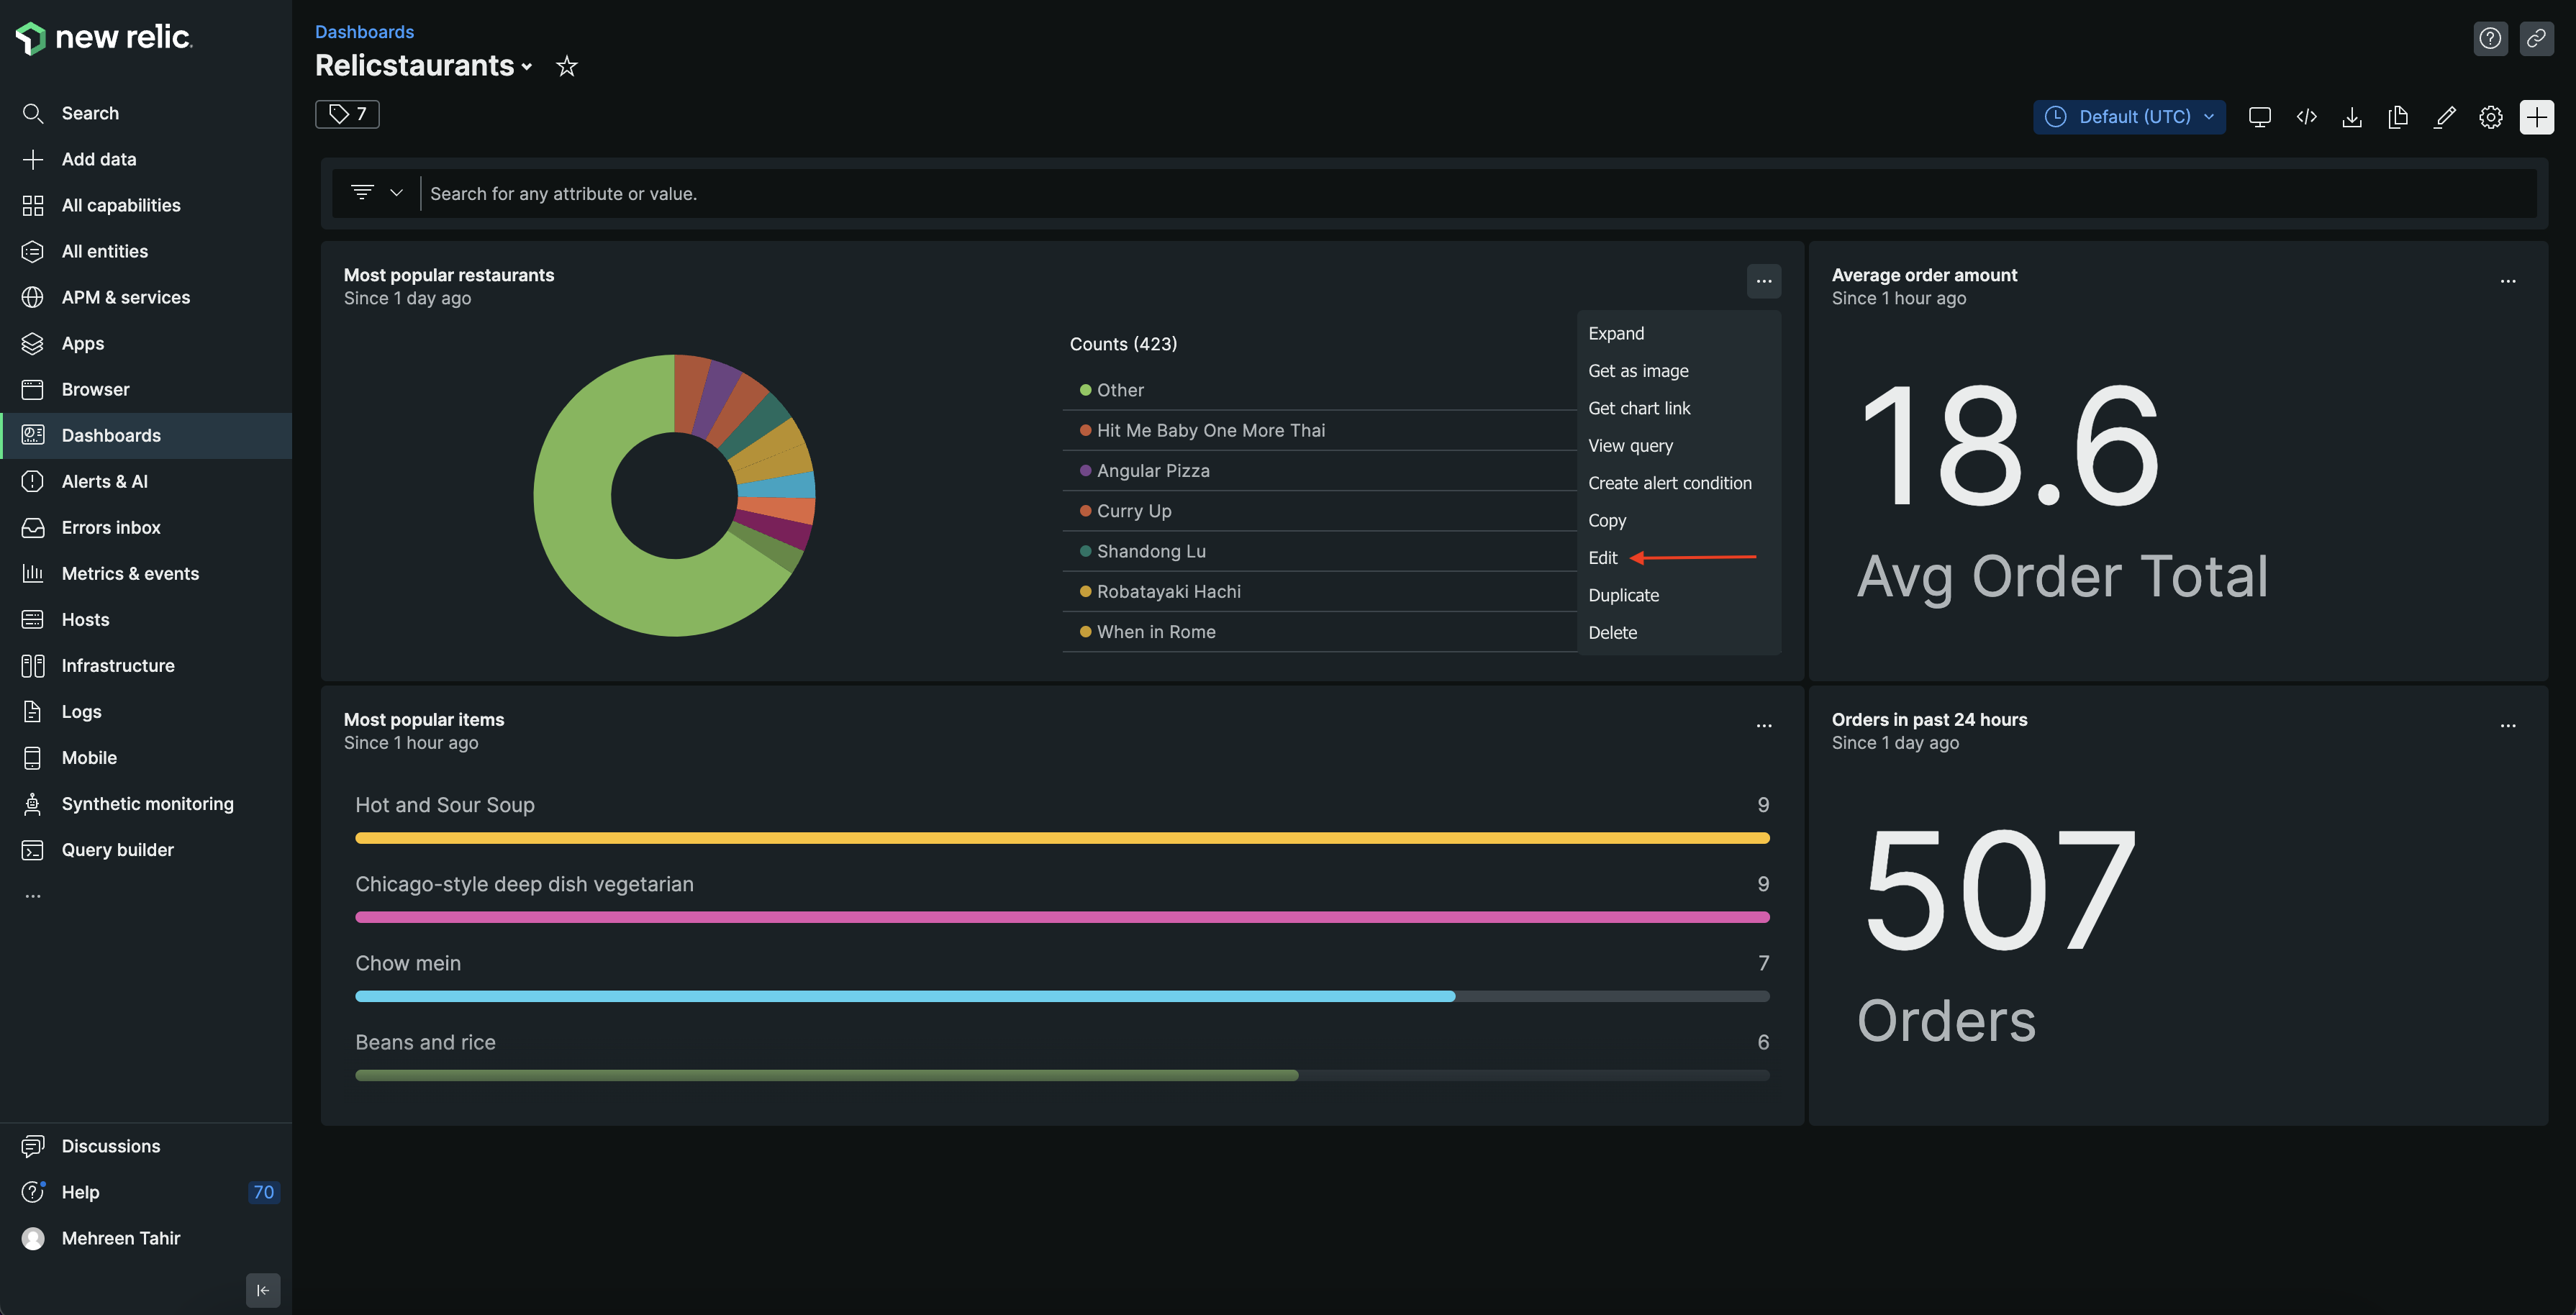 new relic.
Search
Add data
All capabilities
All entities
APM & services
Apps
Browser
Dashboards
Alerts & AI
Errors inbox
Metrics & events
Hosts
Infrastructure
Logs
Mobile
Synthetic monitoring
Query builder
...
Discussions
Help 70
Mehreen Tahir
Dashboards
Relicstaurants
7
Default (UTC)
Search for any attribute or value.
Most popular restaurants
Since 1 day ago
Counts (423)
Other
Hit Me Baby One More Thai
Angular Pizza
Curry Up
Shandong Lu
Robatayaki Hachi
When in Rome
...
Expand
Get as image
Get chart link
View query
Create alert condition
Copy
Edit
Duplicate
Delete
Average order amount
Since 1 hour ago
...
18.6
Avg Order Total
Most popular items
Since 1 hour ago
...
Hot and Sour Soup 9
Chicago-style deep dish vegetarian 9
Chow mein 7
Beans and rice 6
Orders in past 24 hours
Since 1 day ago
...
507
Orders